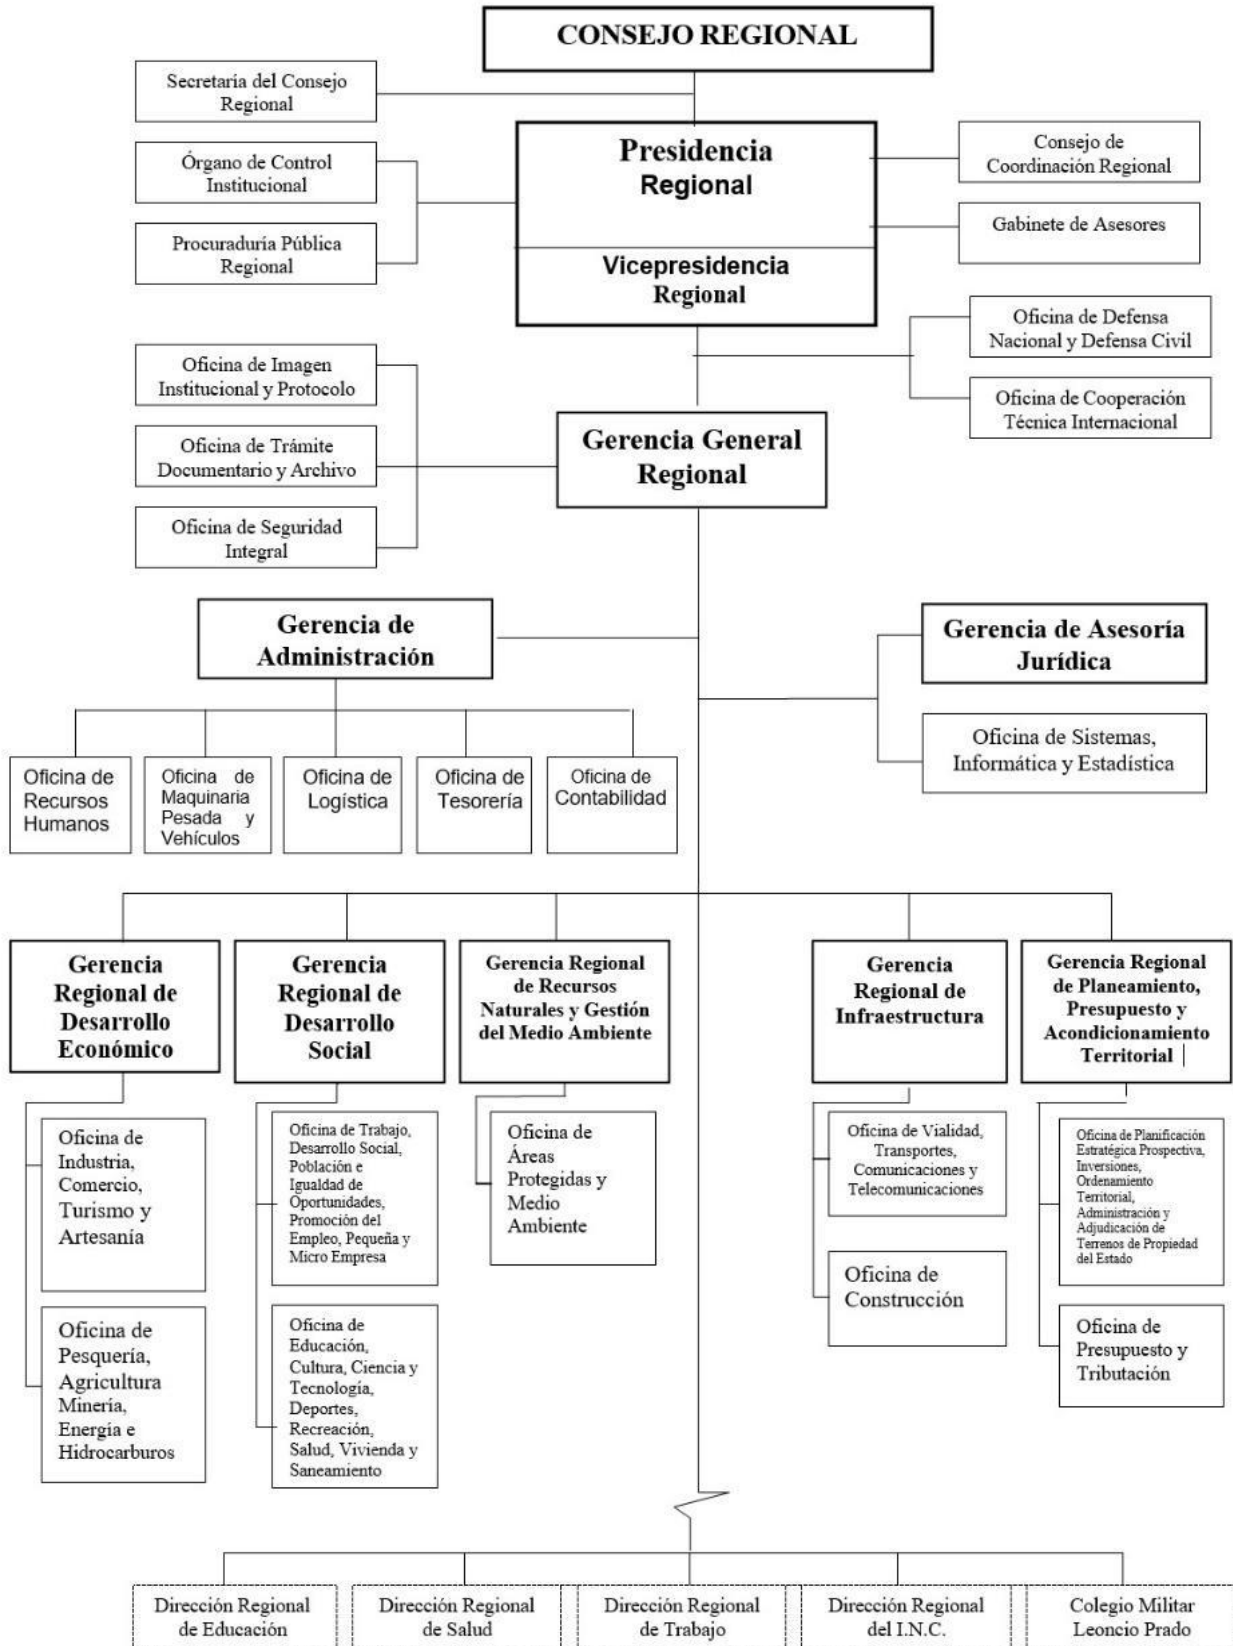 CONSEJO REGIONAL
Secretaría del Consejo
Regional
Órgano de Control
Institucional
Procuraduría Pública
Regional
Presidencia
Regional
Vicepresidencia
Regional
Consejo de
Coordinación Regional
Gabinete de Asesores
Oficina de Defensa
Nacional y Defensa Civil
Oficina de Cooperación
Técnica Internacional
Oficina de Imagen
Institucional y Protocolo
Oficina de Trámite
Documentario y Archivo
Oficina de Seguridad
Integral
Gerencia General
Regional
Gerencia de
Administración
Gerencia de Asesoría
Jurídica
Oficina de Sistemas,
Informática y Estadística
Oficina de
Recursos
Humanos
Oficina de
Maquinaria
Pesada y
Vehículos
Oficina de
Logística
Oficina de
Tesorería
Oficina de
Contabilidad
Gerencia
Regional de
Desarrollo
Económico
Gerencia
Regional de
Desarrollo
Social
Gerencia Regional
de Recursos
Naturales y Gestión
del Medio Ambiente
Gerencia
Regional de
Infraestructura
Gerencia Regional
de Planeamiento,
Presupuesto y
Acondicionamiento
Territorial
Oficina de
Industria,
Comercio,
Turismo y
Artesanía
Oficina de
Pesquería,
Agricultura
Minería,
Energía e
Hidrocarburos
Oficina de Trabajo,
Desarrollo Social,
Población e
Igualdad de
Oportunidades,
Promoción del
Empleo, Pequeña y
Micro Empresa
Oficina de
Educación,
Cultura, Ciencia y
Tecnología,
Deportes,
Recreación,
Salud, Vivienda y
Saneamiento
Oficina de
Áreas
Protegidas y
Medio
Ambiente
Oficina de Vialidad,
Transportes,
Comunicaciones y
Telecomunicaciones
Oficina de
Construcción
Oficina de Planificación
Estratégica Prospectiva,
Inversiones,
Ordenamiento
Territorial,
Administración y
Adjudicación de
Terrenos de Propiedad
del Estado
Oficina de
Presupuesto y
Tributación
Dirección Regional
de Educación
Dirección Regional
de Salud
Dirección Regional
de Trabajo
Dirección Regional
del I.N.C.
Colegio Militar
Leoncio Prado